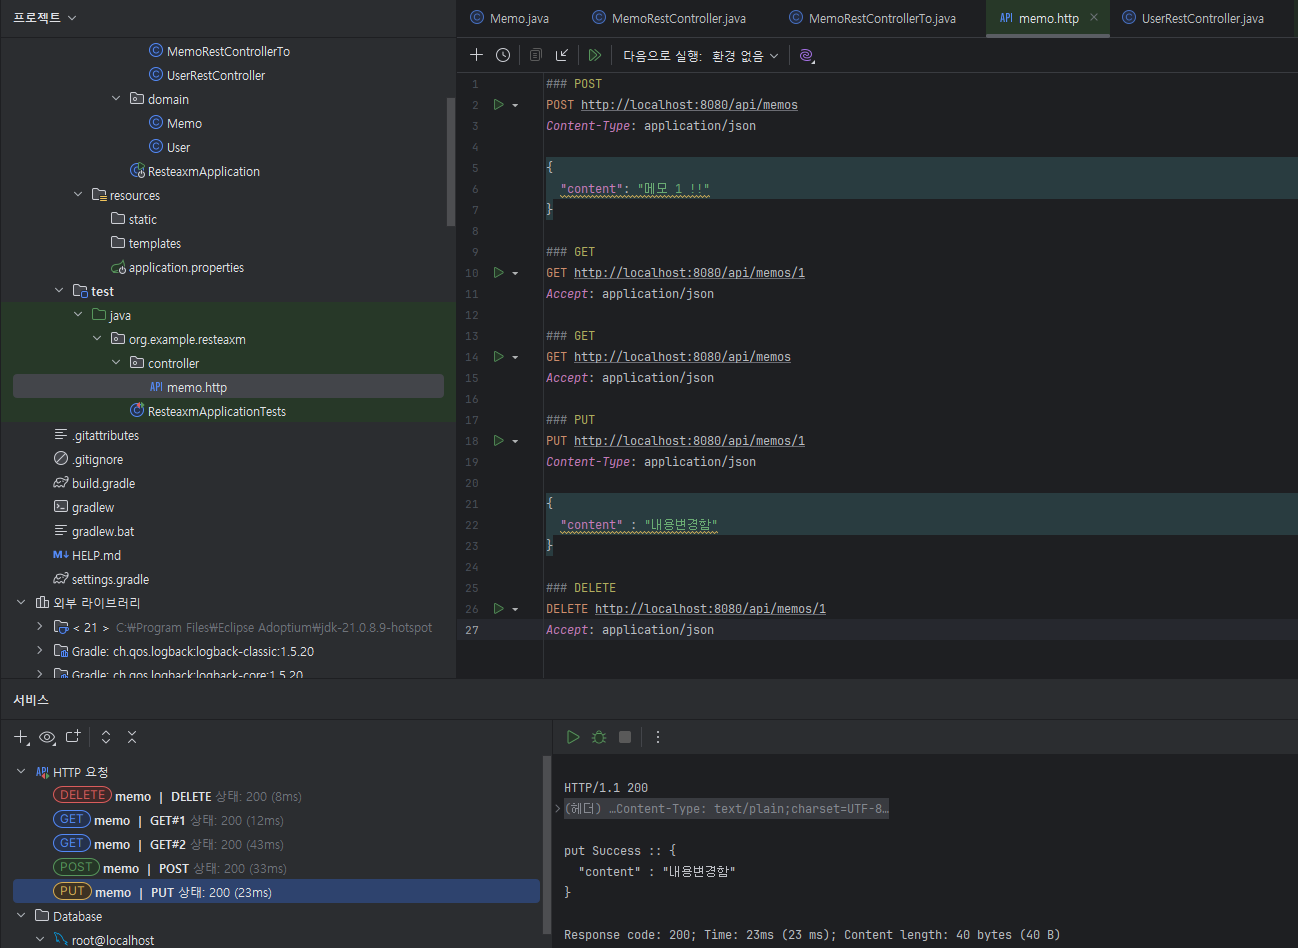 프로젝트
Memo.java
MemoRestController.java
MemoRestControllerTo.java
API memo.http
UserRestController.java
다음으로 실행: 환경 없음
MemoRestControllerTo
UserRestController
domain
Memo
User
ResteaxmApplication
resources
static
templates
application.properties
test
java
org.example.resteaxm
controller
API memo.http
ResteaxmApplicationTests
.gitattributes
.gitignore
build.gradle
gradlew
gradlew.bat
M↓ HELP.md
settings.gradle
외부 라이브러리
< 21 > C:\Program Files\Eclipse Adoptium\jdk-21.0.8.9-hotspot
Gradle: ch.qos.logback:logback-classic:1.5.20
Gradle: ch.qos.logback:logback-core:1.5.20
1 ### POST
2 POST http://localhost:8080/api/memos
3 Content-Type: application/json
4
5 {
6 "content": "메모 1 !!"
7 }
8
9 ### GET
10 GET http://localhost:8080/api/memos/1
11 Accept: application/json
12
13 ### GET
14 GET http://localhost:8080/api/memos
15 Accept: application/json
16
17 ### PUT
18 PUT http://localhost:8080/api/memos/1
19 Content-Type: application/json
20
21 {
22 "content" : "내용변경함"
23 }
24
25 ### DELETE
26 DELETE http://localhost:8080/api/memos/1
27 Accept: application/json
서비스
API HTTP 요청
DELETE memo | DELETE 상태: 200 (8ms)
GET memo | GET#1 상태: 200 (12ms)
GET memo | GET#2 상태: 200 (43ms)
POST memo | POST 상태: 200 (33ms)
PUT memo | PUT 상태: 200 (23ms)
Database
root@localhost
HTTP/1.1 200
(헤더) …Content-Type: text/plain;charset=UTF-8…
put Success :: {
"content" : "내용변경함"
}
Response code: 200; Time: 23ms (23 ms); Content length: 40 bytes (40 B)